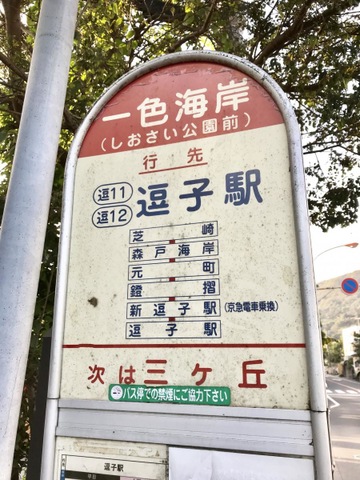 一色海岸
(しおさい公園前)
行先
逗11
逗12
逗子駅
芝崎
森戸海岸
元町
鐙摺
新逗子駅(京急電車乗換)
逗子駅
次は三ケ丘
バス停での禁煙にご協力下さい
逗子駅